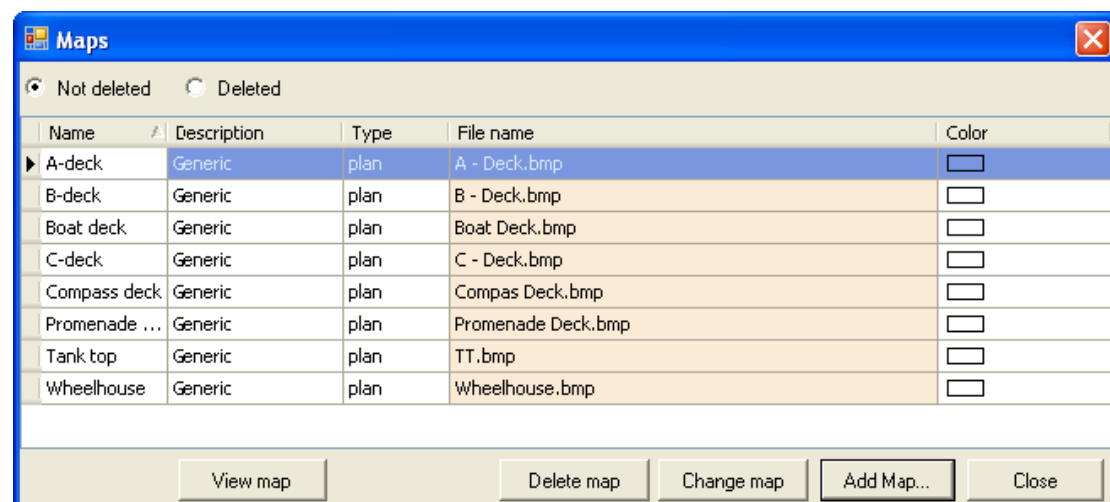 Maps
Not deleted Deleted
Name Description Type File name Color
A-deck Generic plan A - Deck.bmp
B-deck Generic plan B - Deck.bmp
Boat deck Generic plan Boat Deck.bmp
C-deck Generic plan C - Deck.bmp
Compass deck Generic plan Compas Deck.bmp
Promenade ... Generic plan Promenade Deck.bmp
Tank top Generic plan TT.bmp
Wheelhouse Generic plan Wheelhouse.bmp
View map Delete map Change map Add Map... Close